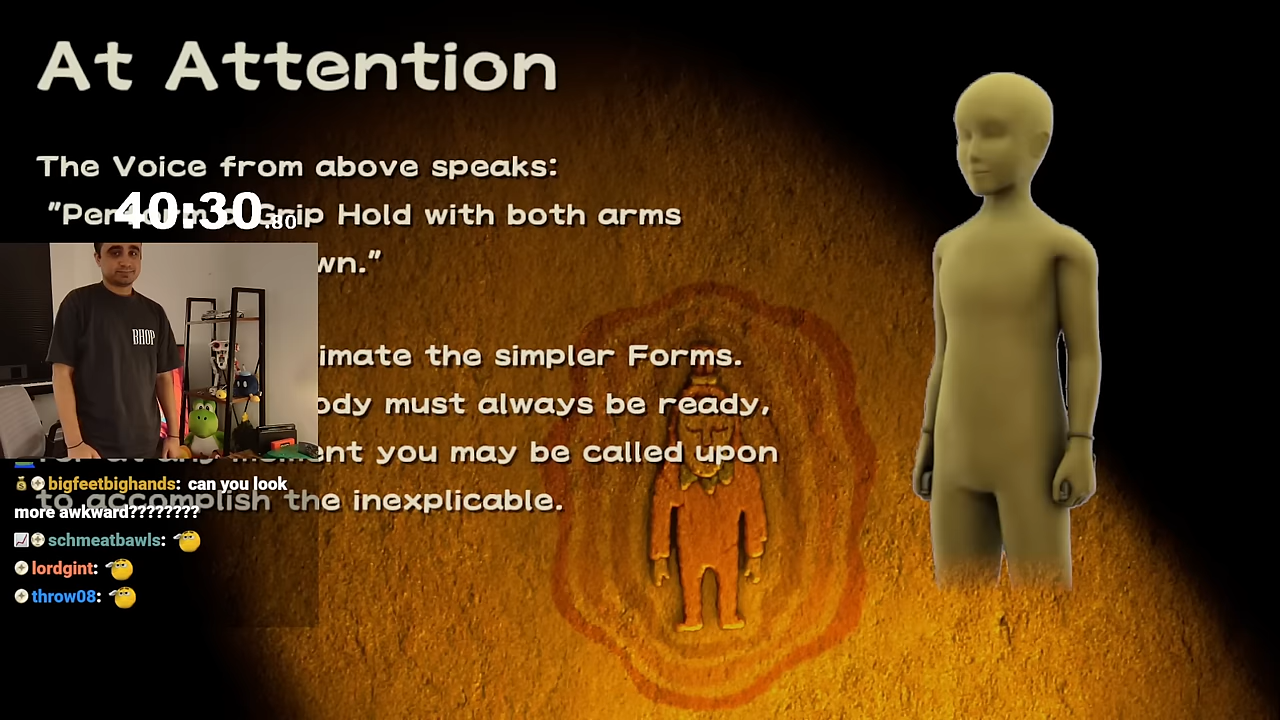 At Attention
The Voice from above speaks:
"Perform a Grip Hold with both arms
wn."
40:30.80
BHOP
imate the simpler Forms.
ody must always be ready,
ent you may be called upon
to accomplish the inexplicable.
bigfeetbighands: can you look
more awkward????????
schmeatbawls:
lordgint:
throw08: